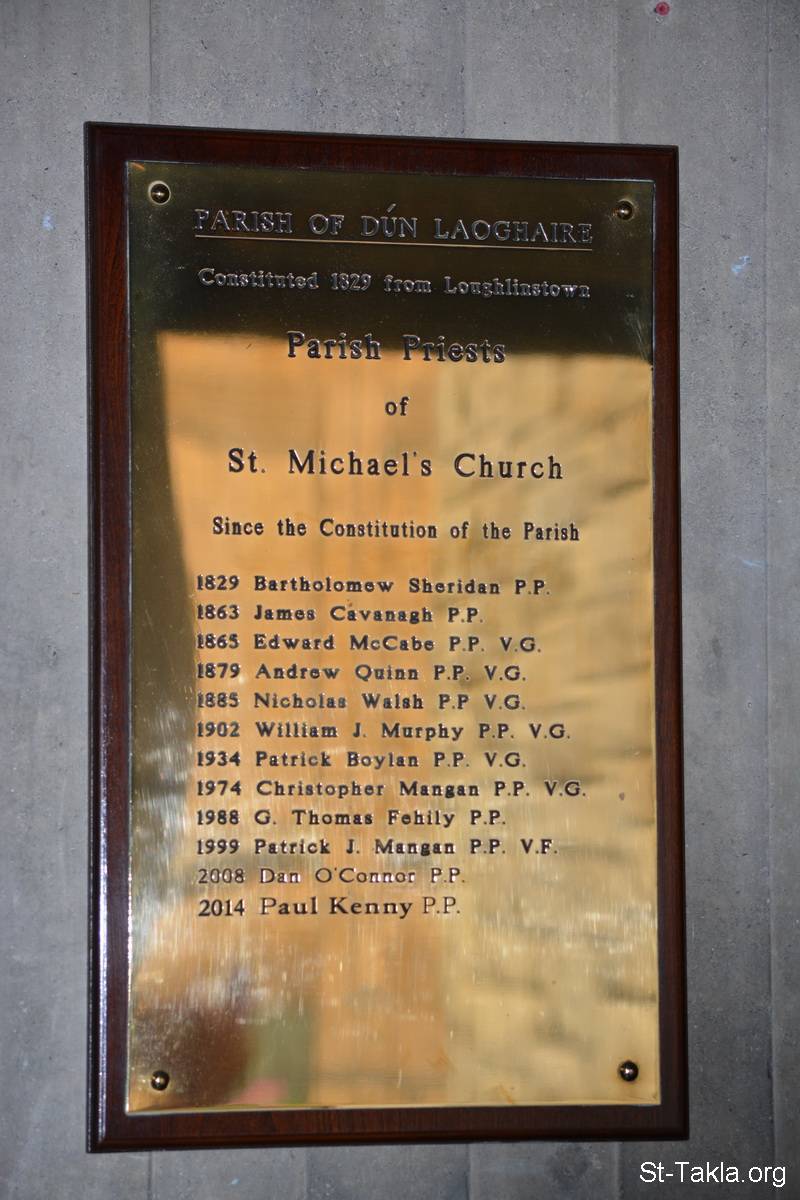 PARISH OF DÚN LAOGHAIRE
Constituted 1829 from Loughlinstown
Parish Priests
of
St. Michael's Church
Since the Constitution of the Parish
1829 Bartholomew Sheridan P.P.
1863 James Cavanagh P.P.
1865 Edward McCabe P.P. V.G.
1879 Andrew Quinn P.P. V.G.
1885 Nicholas Walsh P.P V.G.
1902 William J. Murphy P.P. V.G.
1934 Patrick Boylan P.P. V.G.
1974 Christopher Mangan P.P. V.G.
1988 G. Thomas Fehily P.P.
1999 Patrick J. Mangan P.P. V.F.
2008 Dan O'Connor P.P.
2014 Paul Kenny P.P.
St-Takla.org